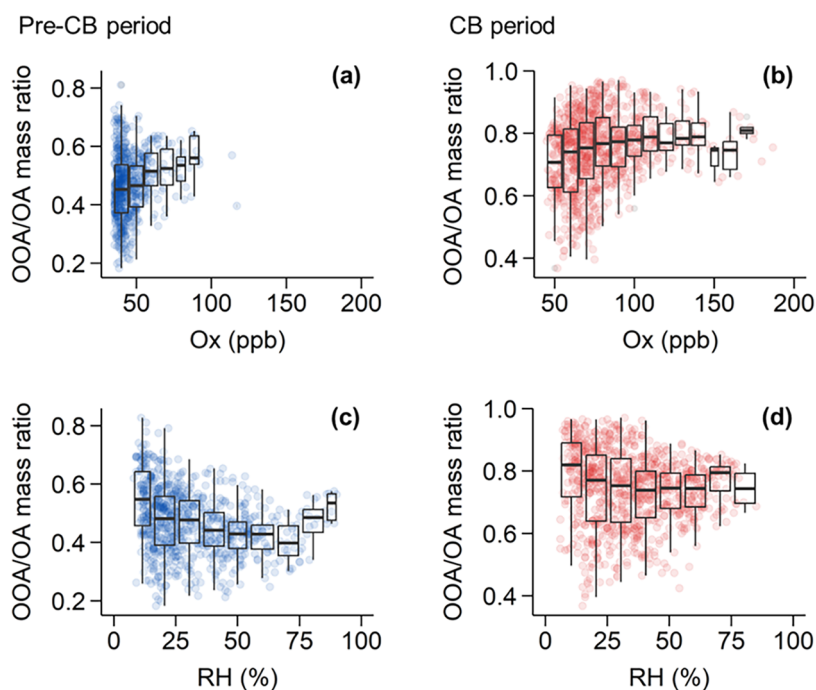 Pre-CB period
CB period
(a)
OOA/OA mass ratio
0.8
0.6
0.4
0.2
50 100 150 200
Ox (ppb)
(b)
OOA/OA mass ratio
1.0
0.8
0.6
0.4
50 100 150 200
Ox (ppb)
(c)
OOA/OA mass ratio
0.8
0.6
0.4
0.2
0 25 50 75 100
RH (%)
(d)
OOA/OA mass ratio
1.0
0.8
0.6
0.4
0 25 50 75 100
RH (%)